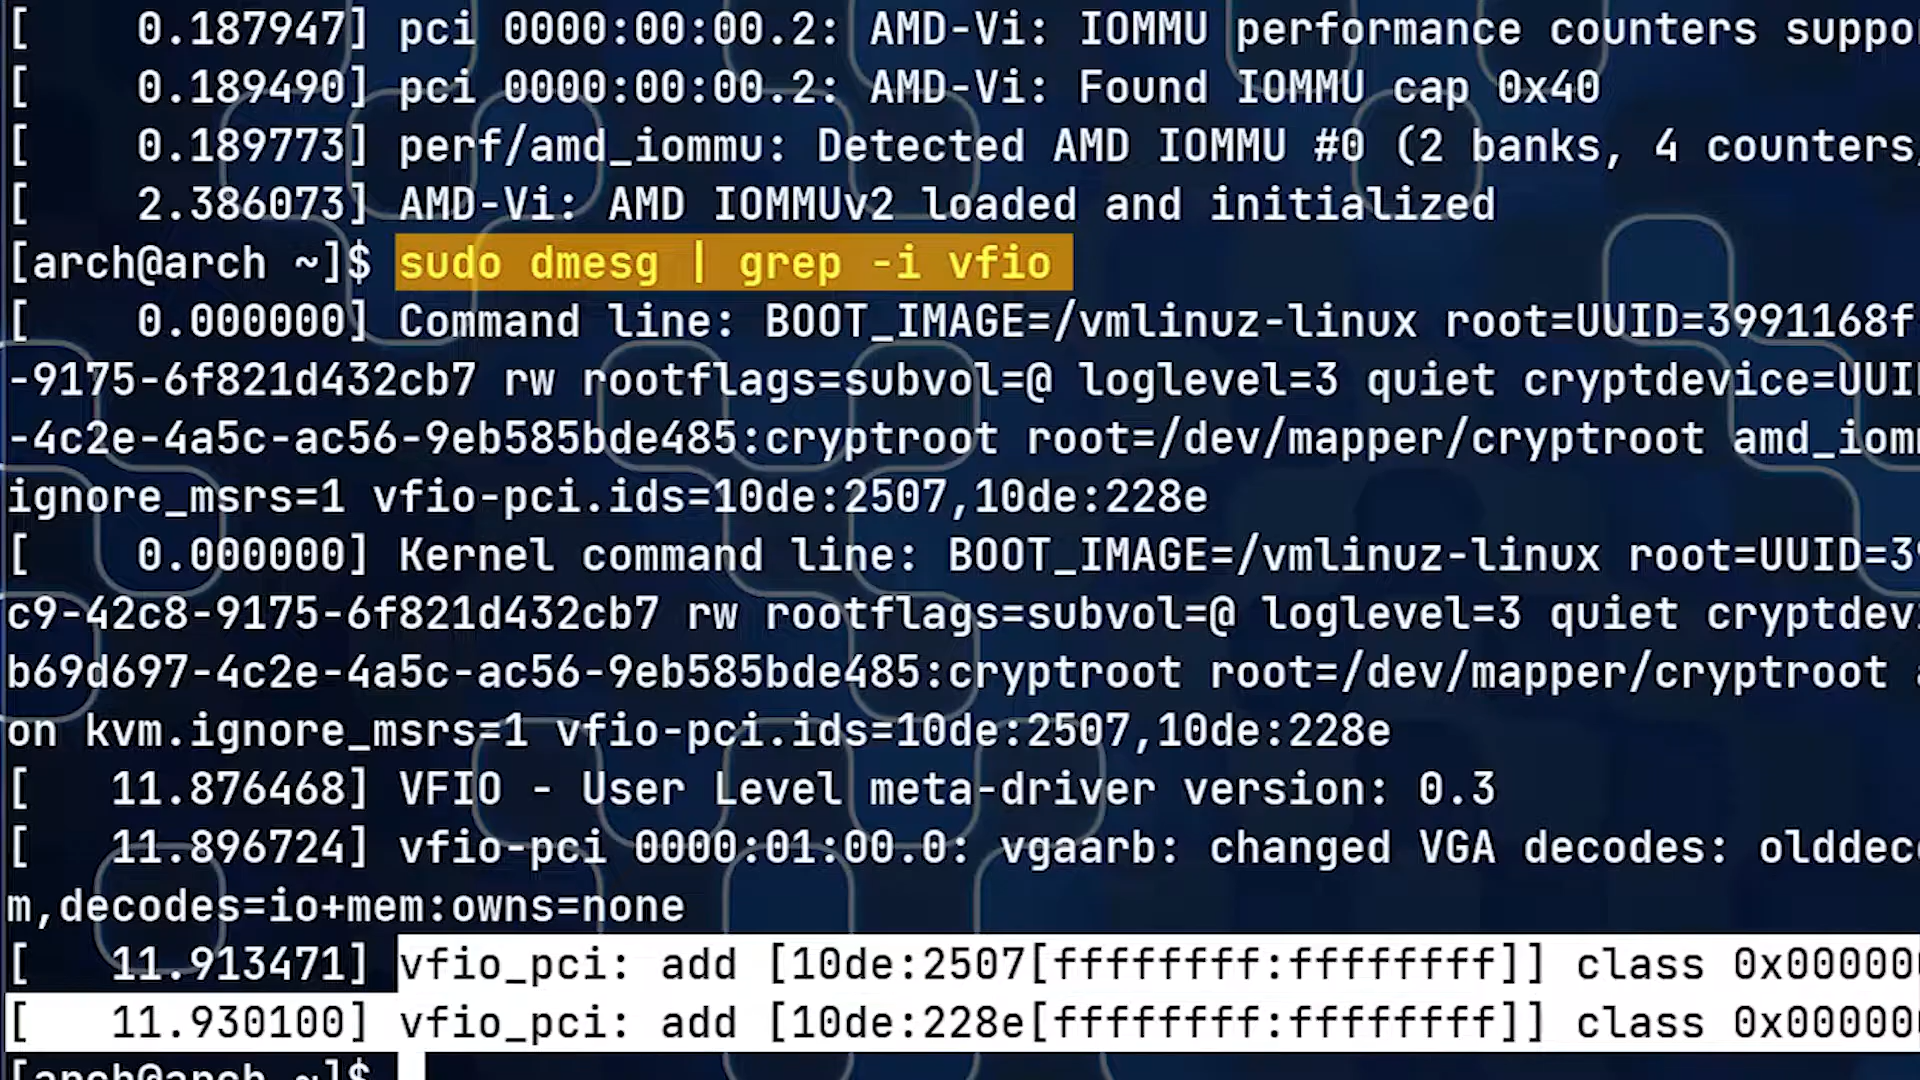 [    0.187947] pci 0000:00:00.2: AMD-Vi: IOMMU performance counters
[    0.189490] pci 0000:00:00.2: AMD-Vi: Found IOMMU cap 0x40
[    0.189773] perf/amd_iommu: Detected AMD IOMMU #0 (2 banks, 4 counters
[    2.386073] AMD-Vi: AMD IOMMUv2 loaded and initialized
[arch@arch ~]$ sudo dmesg | grep -i vfio
[    0.000000] Command line: BOOT_IMAGE=/vmlinuz-linux root=UUID=3991168f
-9175-6f821d432cb7 rw rootflags=subvol=@ loglevel=3 quiet cryptdevice=UUI
-4c2e-4a5c-ac56-9eb585bde485:cryptroot root=/dev/mapper/cryptroot amd_iom
ignore_msrs=1 vfio-pci.ids=10de:2507,10de:228e
[    0.000000] Kernel command line: BOOT_IMAGE=/vmlinuz-linux root=UUID=39
c9-42c8-9175-6f821d432cb7 rw rootflags=subvol=@ loglevel=3 quiet cryptdev
b69d697-4c2e-4a5c-ac56-9eb585bde485:cryptroot root=/dev/mapper/cryptroot
on kvm.ignore_msrs=1 vfio-pci.ids=10de:2507,10de:228e
[   11.876468] VFIO - User Level meta-driver version: 0.3
[   11.896724] vfio-pci 0000:01:00.0: vgaarb: changed VGA decodes: olddec
m,decodes=io+mem:owns=none
[   11.913471] vfio_pci: add [10de:2507[ffffffff:ffffffff]] class 0x00000
[   11.930100] vfio_pci: add [10de:228e[ffffffff:ffffffff]] class 0x00000
[arch@arch ~]$